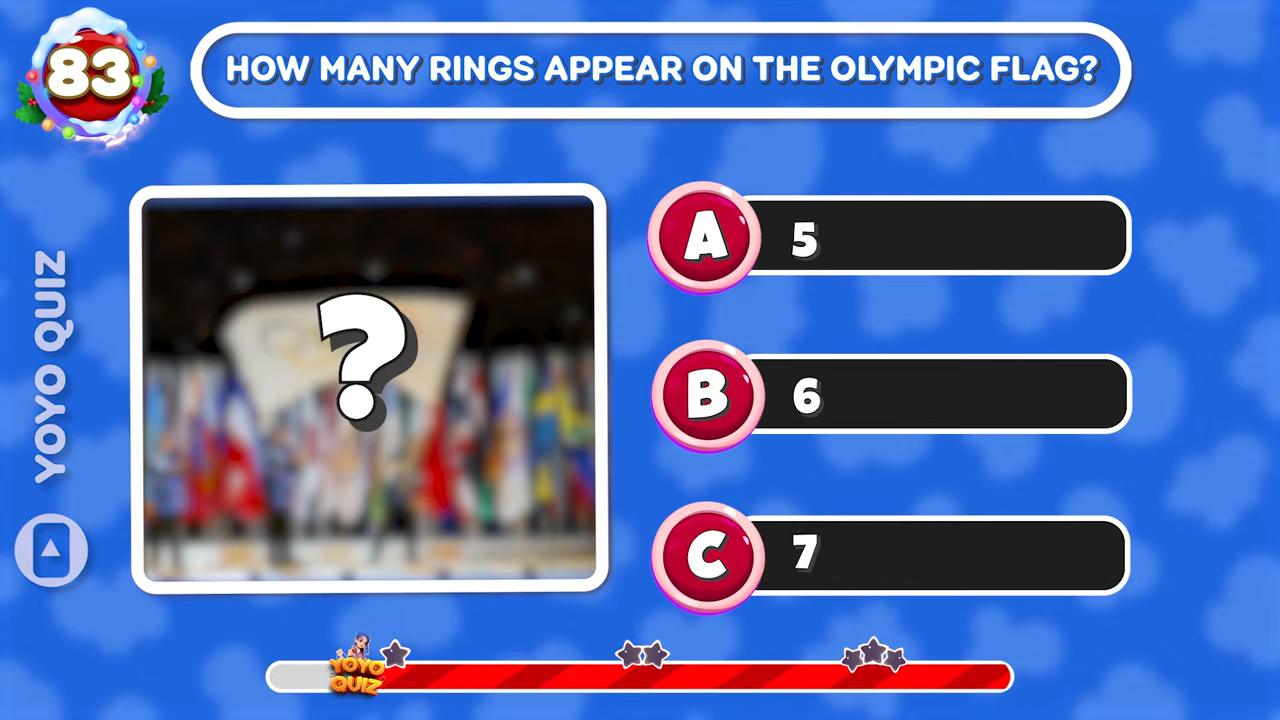 83
HOW MANY RINGS APPEAR ON THE OLYMPIC FLAG?
YOYO QUIZ
?
A 5
B 6
C 7
YOYO
QUIZ